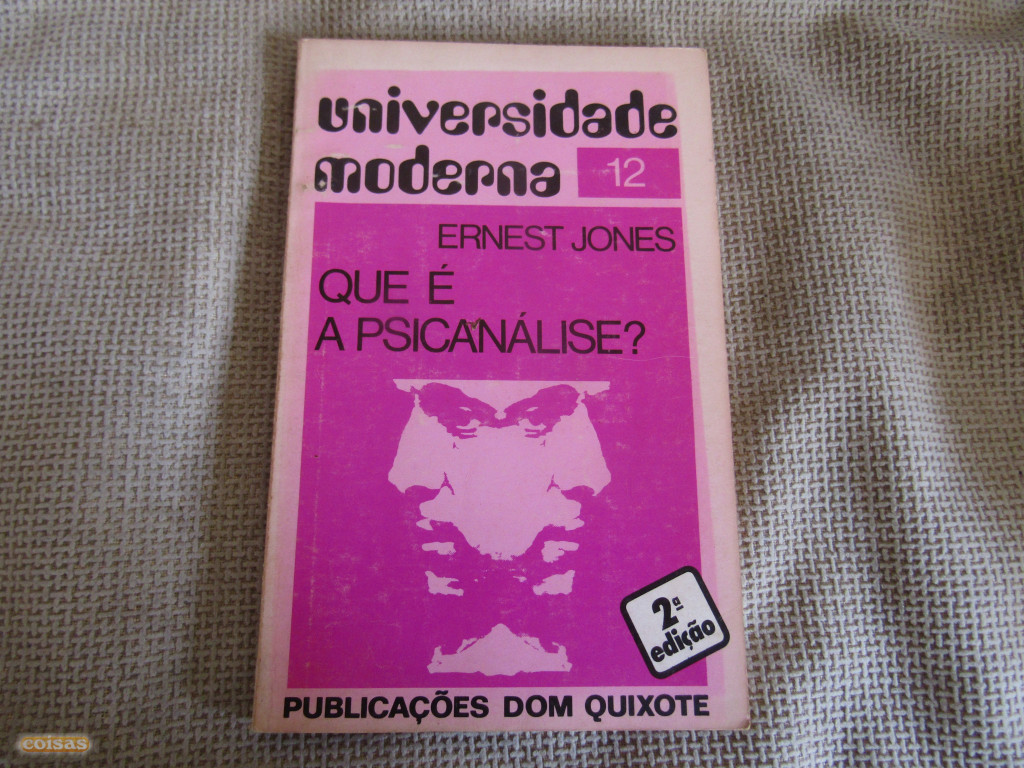 universidade
moderna 12
ERNEST JONES
QUE É
A PSICANÁLISE?
2ª
edição
PUBLICAÇÕES DOM QUIXOTE
coisas